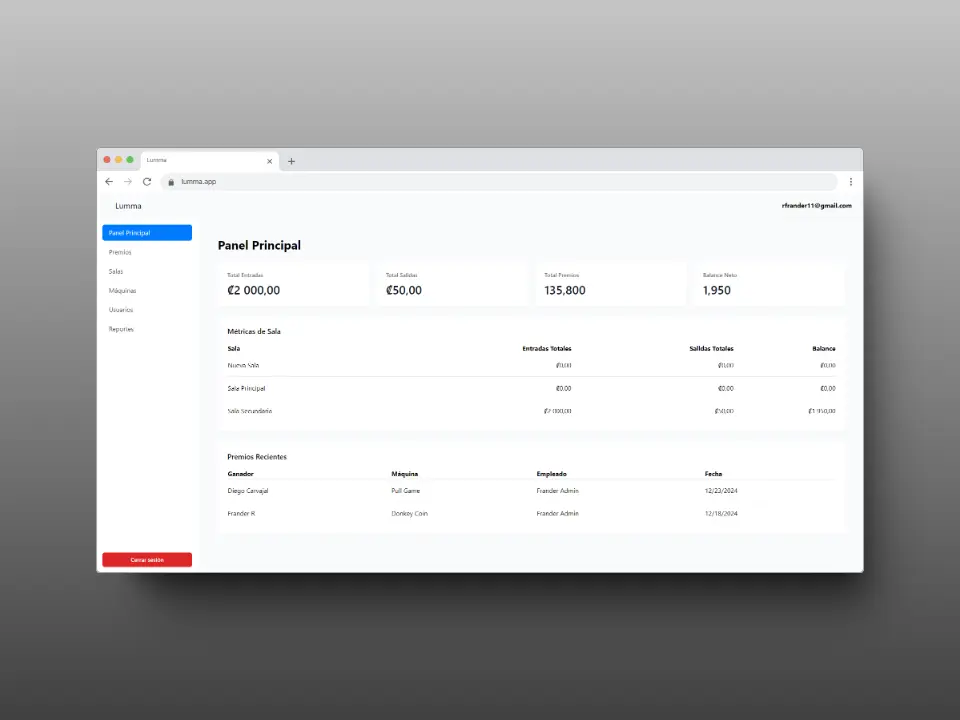 Lumma
lumma.app
Lumma
rfrander11@gmail.com
Panel Principal
Premios
Salas
Máquinas
Usuarios
Reportes
Cerrar sesión
Panel Principal
Total Entradas
₡2 000,00
Total Salidas
₡50,00
Total Premios
135,800
Balance Neto
1,950
Métricas de Sala
Sala Entradas Totales Salidas Totales Balance
Nueva Sala ₡0,00 ₡0,00 ₡0,00
Sala Principal ₡0,00 ₡0,00 ₡0,00
Sala Secundaria ₡2 000,00 ₡50,00 ₡1 950,00
Premios Recientes
Ganador Máquina Empleado Fecha
Diego Carvajal Pull Game Frander Admin 12/23/2024
Frander R Donkey Coin Frander Admin 12/18/2024